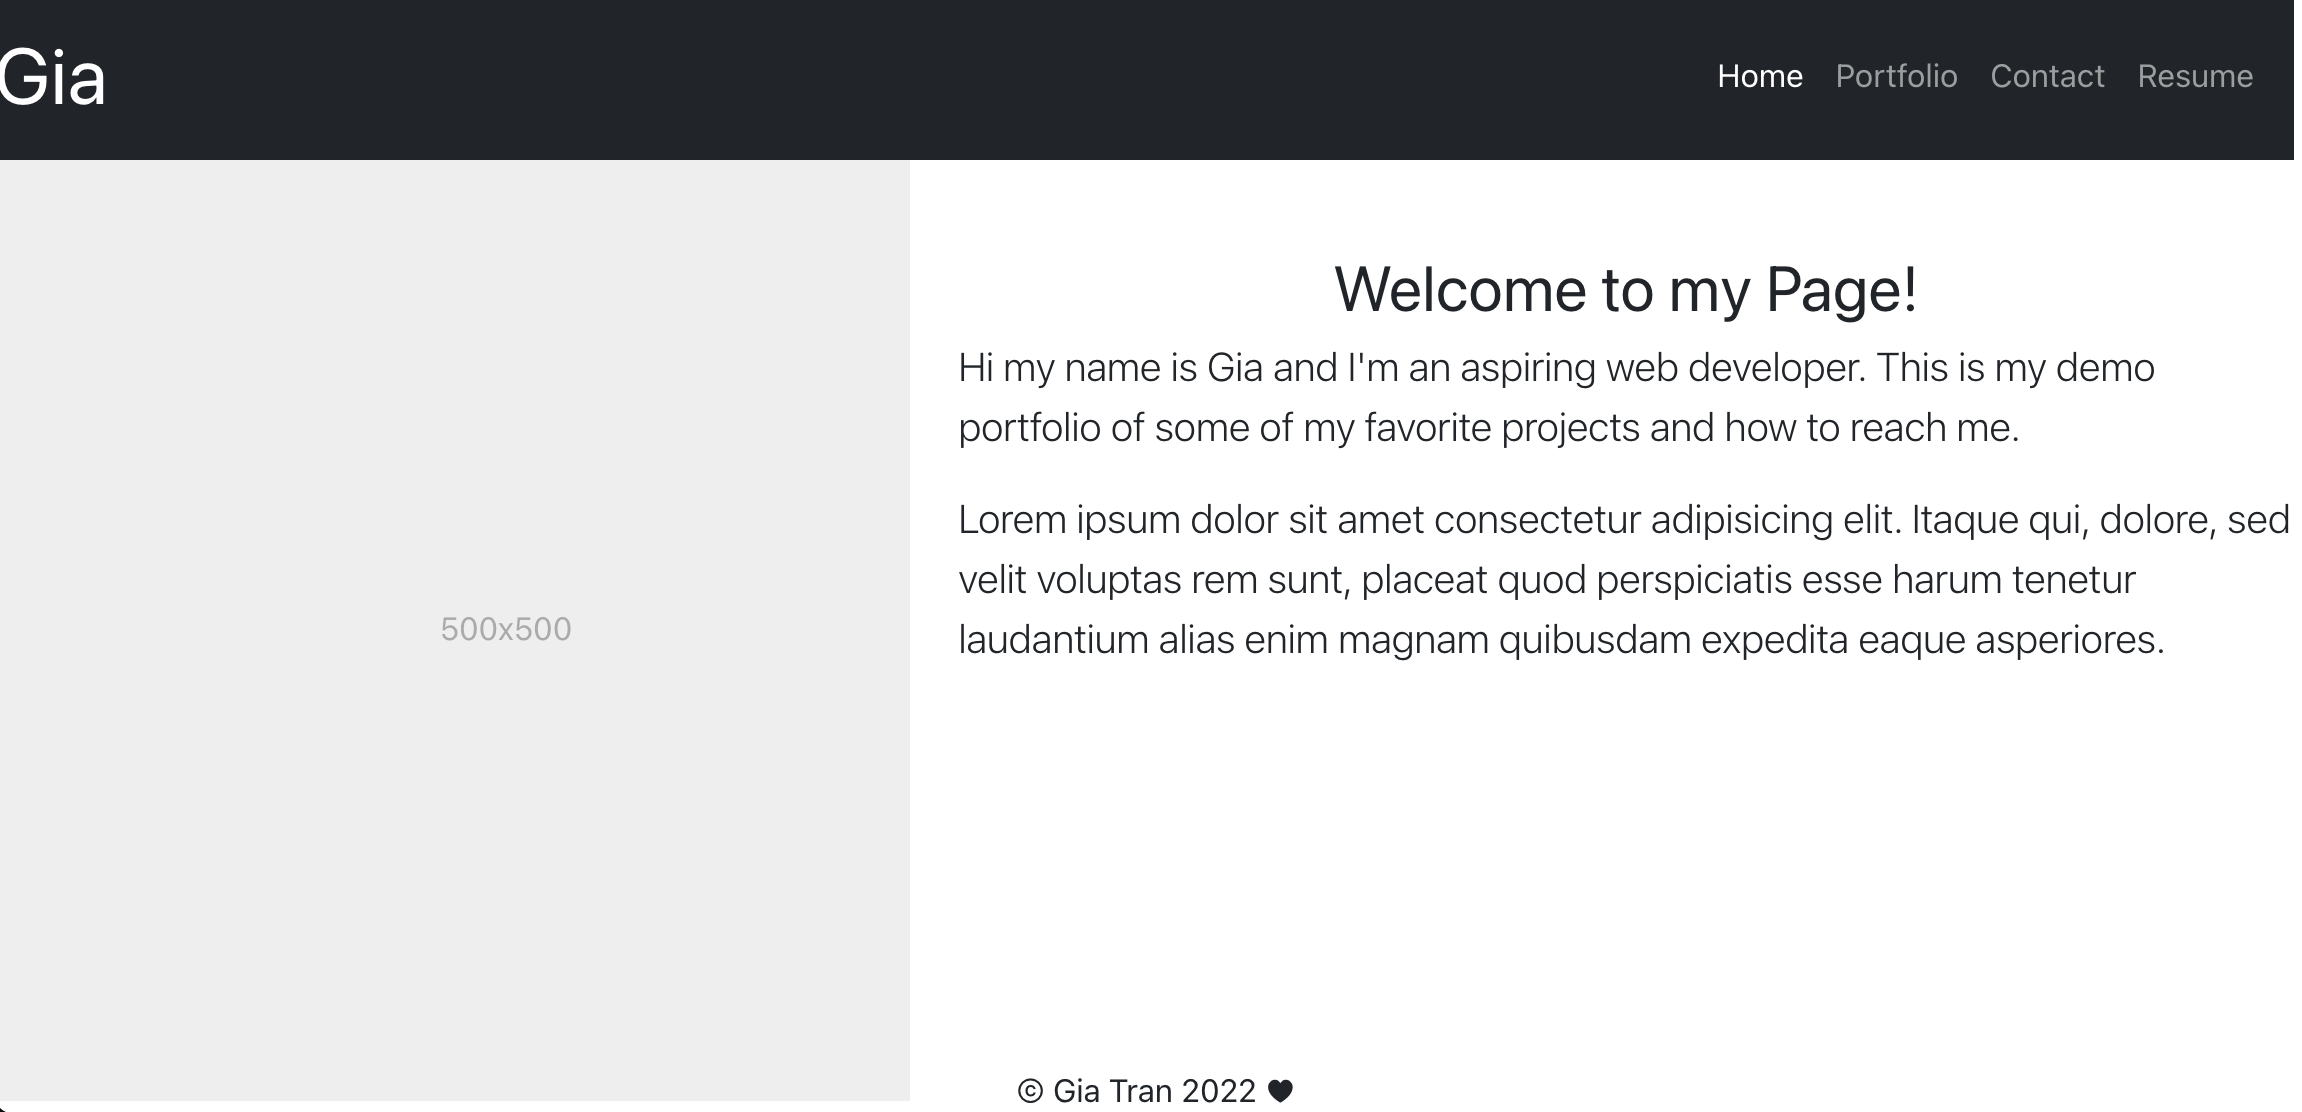 Gia
Home Portfolio Contact Resume
Welcome to my Page!
Hi my name is Gia and I'm an aspiring web developer. This is my demo
portfolio of some of my favorite projects and how to reach me.
Lorem ipsum dolor sit amet consectetur adipisicing elit. Itaque qui, dolore, sed
velit voluptas rem sunt, placeat quod perspiciatis esse harum tenetur
laudantium alias enim magnam quibusdam expedita eaque asperiores.
500x500
© Gia Tran 2022 ♥